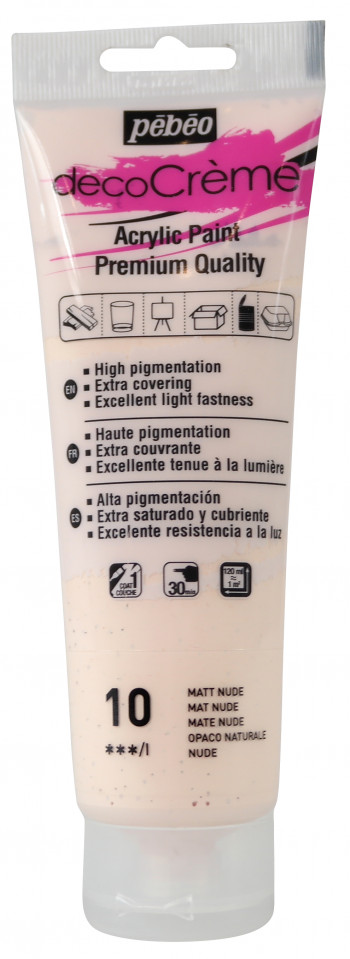 pēbēo
decoCrème
Acrylic Paint
Premium Quality
EN
▪ High pigmentation
▪ Extra covering
▪ Excellent light fastness
FR
▪ Haute pigmentation
▪ Extra couvrante
▪ Excellente tenue à la lumière
ES
▪ Alta pigmentación
▪ Extra saturado y cubriente
▪ Excelente resistencia a la luz
1
COAT
COUCHE
30min.
120 ml
≈
1 m²
10
***/I
MATT NUDE
MAT NUDE
MATE NUDE
OPACO NATURALE
NUDE